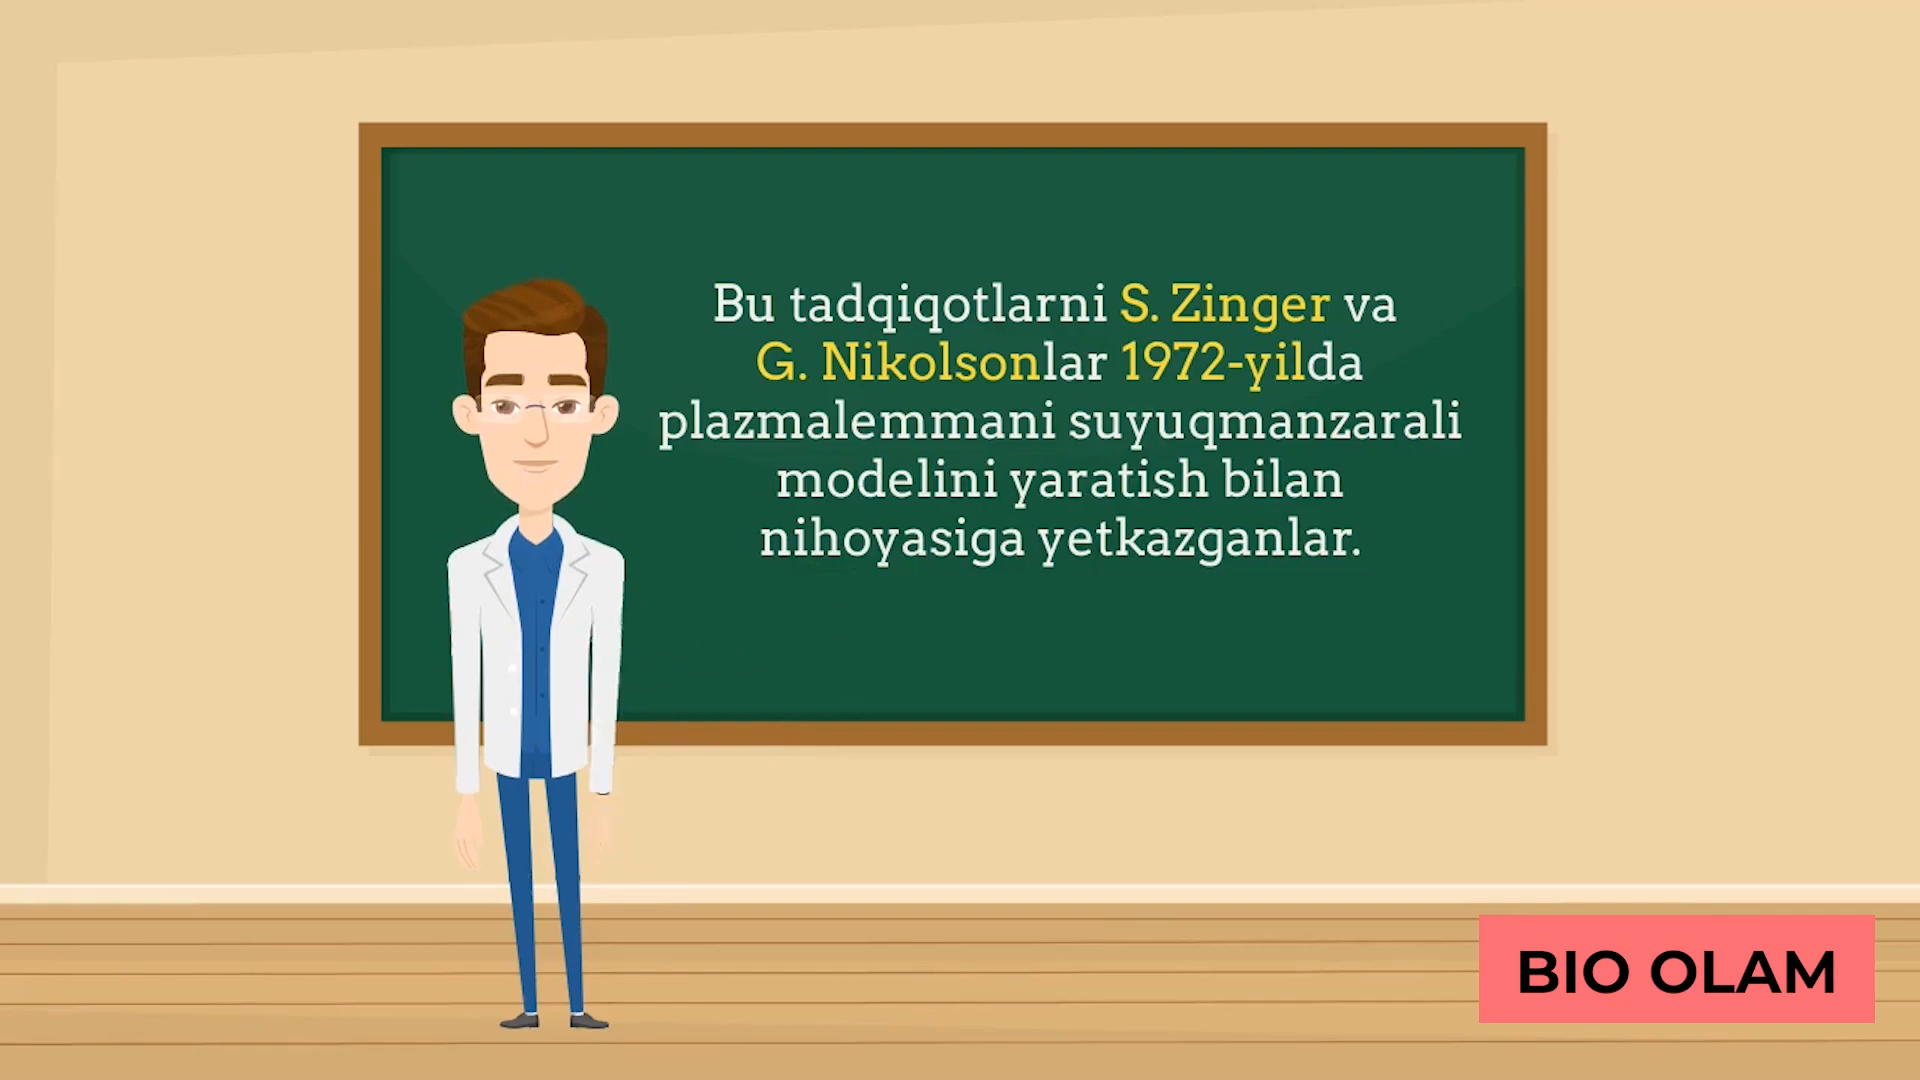 Bu tadqiqotlarni S. Zinger va
G. Nikolsonlar 1972-yilda
plazmalemmani suyuqmanzarali
modelini yaratish bilan
nihoyasiga yetkazganlar.
BIO OLAM